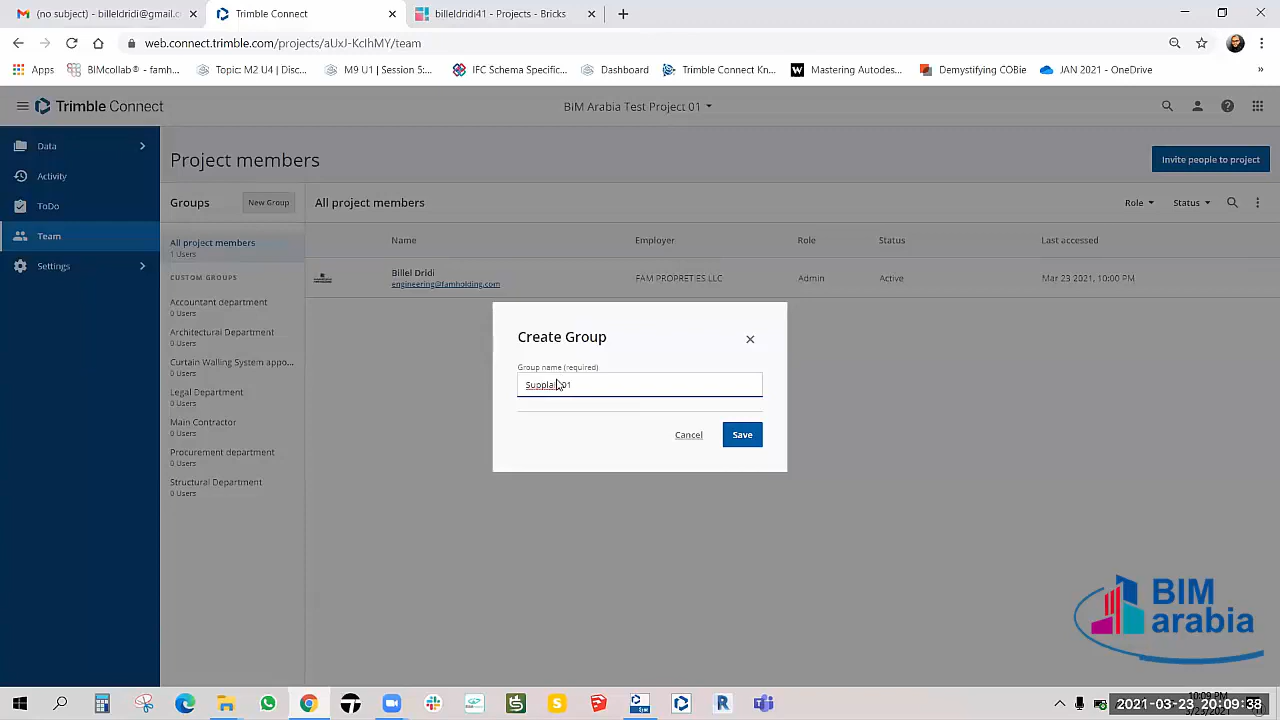 (no subject) - billeldridi@gmail.c
Trimble Connect
billeldridi41 - Projects - Bricks
web.connect.trimble.com/projects/aUxJ-KcIhMY/team
Apps
BIMcollab® - famh...
Topic: M2 U4 | Disc...
M9 U1 | Session 5:...
IFC Schema Specific...
Dashboard
Trimble Connect Kn...
Mastering Autodes...
Demystifying COBie
JAN 2021 - OneDrive
Trimble Connect
BIM Arabia Test Project 01
Data
Activity
ToDo
Team
Settings
Project members
Invite people to project
Groups
New Group
All project members
1 Users
CUSTOM GROUPS
Accountant department
0 Users
Architectural Department
0 Users
Curtain Walling System appo...
0 Users
Legal Department
0 Users
Main Contractor
0 Users
Procurement department
0 Users
Structural Department
0 Users
All project members
Role
Status
Name
Employer
Role
Status
Last accessed
Billel Dridi
engineering@famholding.com
FAM PROPRETIES LLC
Admin
Active
Mar 23 2021, 10:00 PM
Create Group
Group name (required)
Cancel
Save
BIM
arabia
10:09 PM
2021-03-23 20:09:38